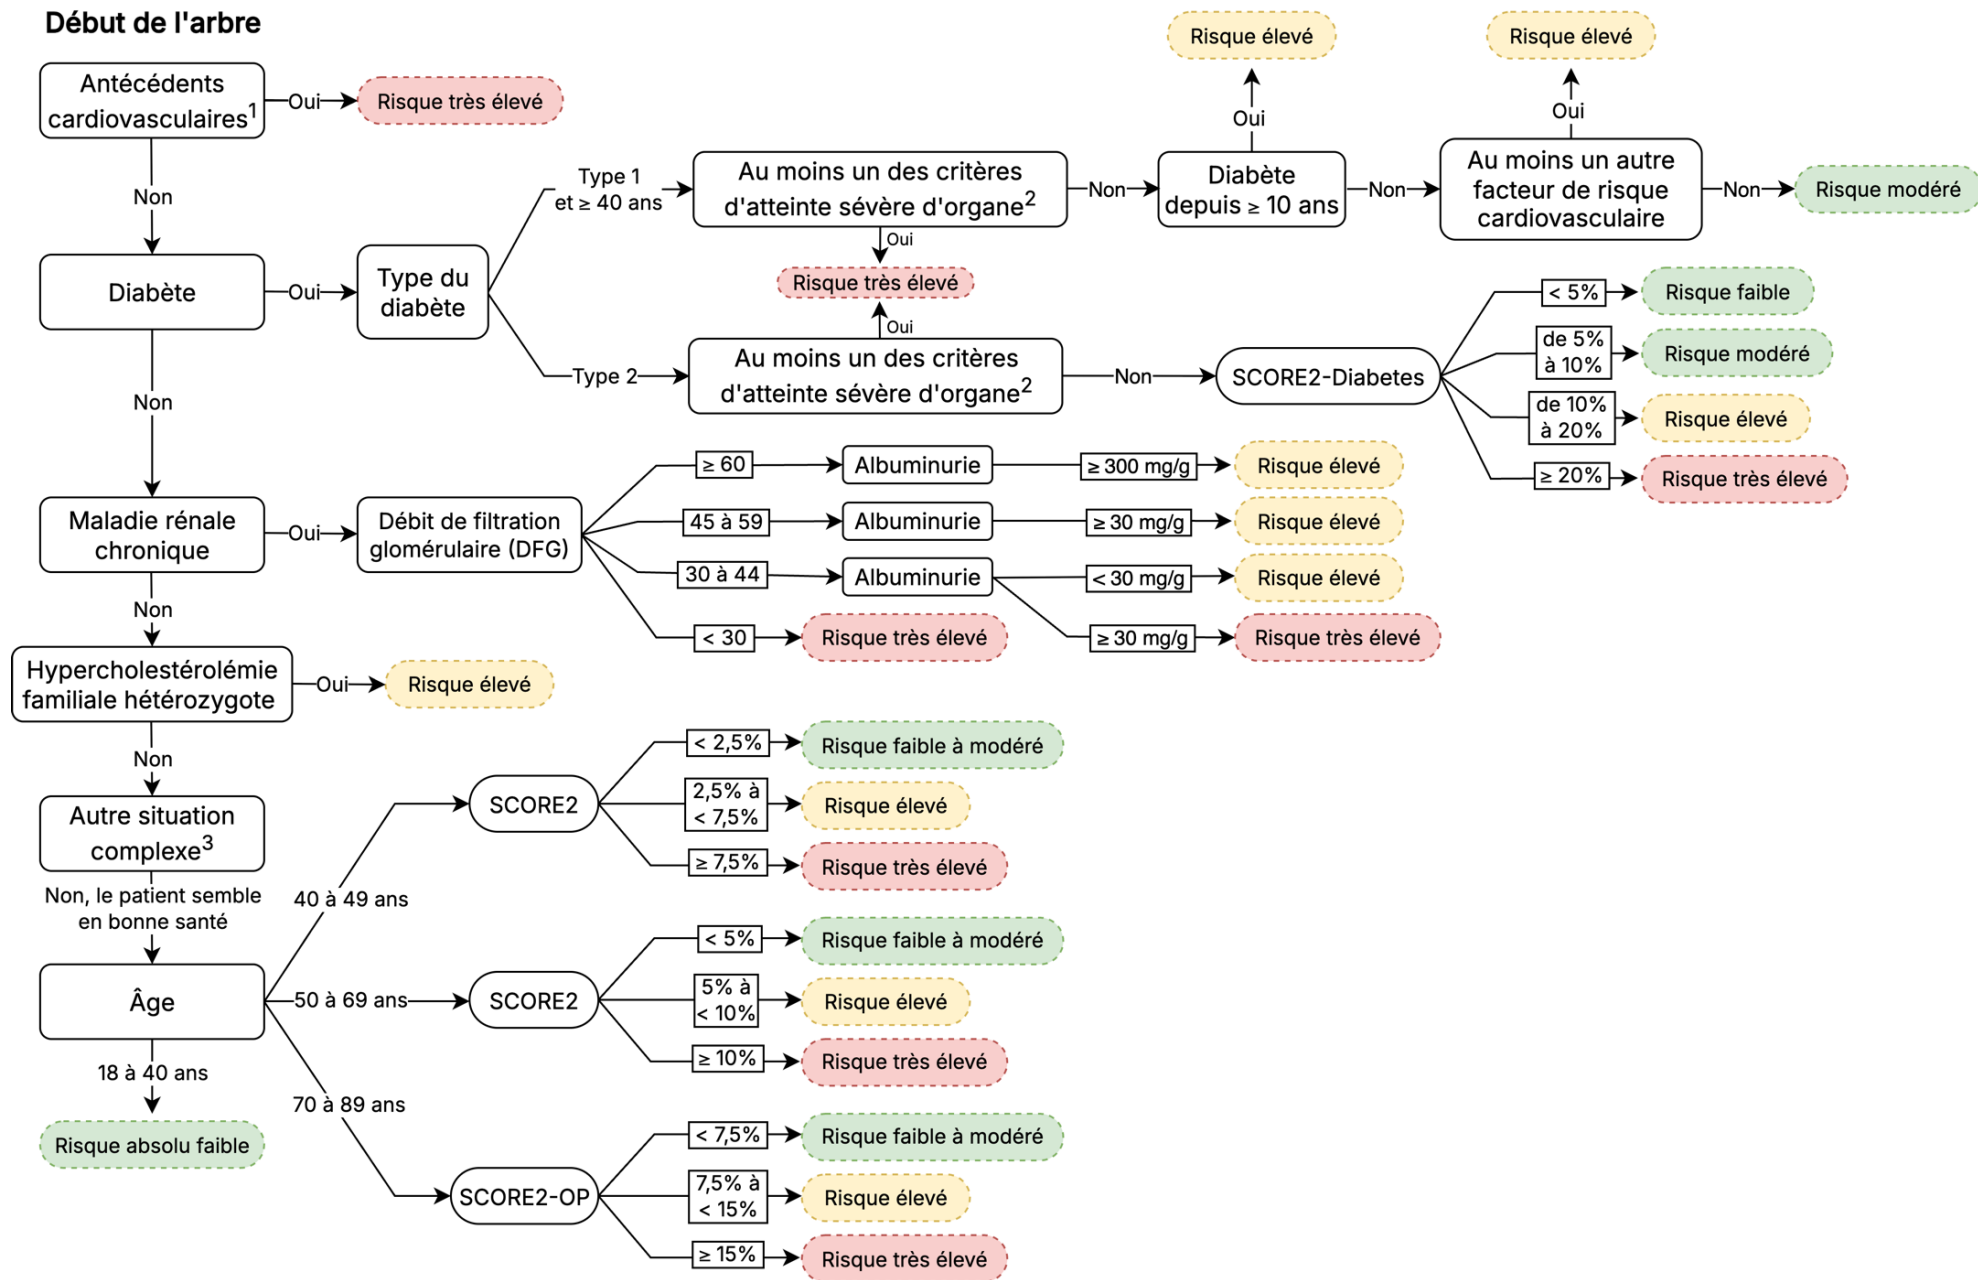 Début de l'arbre
Antécédents
cardiovasculaires1
Oui
Risque très élevé
Non
Diabète
Oui
Type du
diabète
Type 1
et ≥ 40 ans
Au moins un des critères
d'atteinte sévère d'organe2
Non
Diabète
depuis ≥ 10 ans
Oui
Risque élevé
Non
Au moins un autre
facteur de risque
cardiovasculaire
Oui
Risque élevé
Non
Risque modéré
Oui
Risque très élevé
Oui
Type 2
Au moins un des critères
d'atteinte sévère d'organe2
Non
SCORE2-Diabetes
< 5%
Risque faible
de 5%
à 10%
Risque modéré
de 10%
à 20%
Risque élevé
≥ 20%
Risque très élevé
Non
Maladie rénale
chronique
Oui
Débit de filtration
glomérulaire (DFG)
≥ 60
Albuminurie
≥ 300 mg/g
Risque élevé
45 à 59
Albuminurie
≥ 30 mg/g
Risque élevé
30 à 44
Albuminurie
< 30 mg/g
Risque élevé
≥ 30 mg/g
Risque très élevé
< 30
Risque très élevé
Non
Hypercholestérolémie
familiale hétérozygote
Oui
Risque élevé
Non
Autre situation
complexe3
Non, le patient semble
en bonne santé
Âge
40 à 49 ans
SCORE2
< 2,5%
Risque faible à modéré
2,5% à
< 7,5%
Risque élevé
≥ 7,5%
Risque très élevé
50 à 69 ans
SCORE2
< 5%
Risque faible à modéré
5% à
< 10%
Risque élevé
≥ 10%
Risque très élevé
70 à 89 ans
SCORE2-OP
< 7,5%
Risque faible à modéré
7,5% à
< 15%
Risque élevé
≥ 15%
Risque très élevé
18 à 40 ans
Risque absolu faible